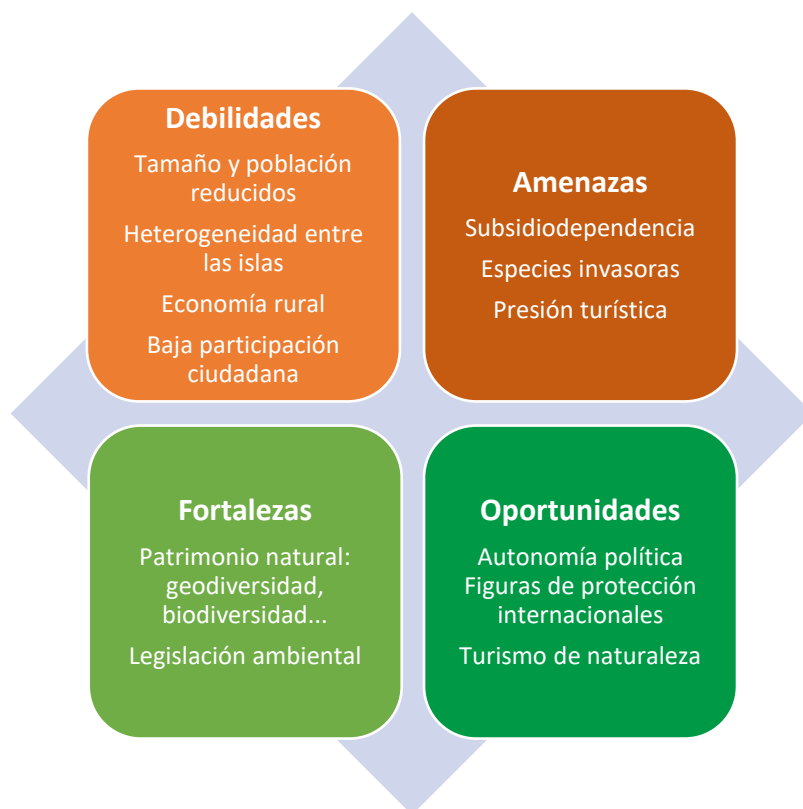 Debilidades
Tamaño y población
reducidos
Heterogeneidad entre
las islas
Economía rural
Baja participación
ciudadana
Amenazas
Subsidiodependencia
Especies invasoras
Presión turística
Fortalezas
Patrimonio natural:
geodiversidad,
biodiversidad...
Legislación ambiental
Oportunidades
Autonomía política
Figuras de protección
internacionales
Turismo de naturaleza